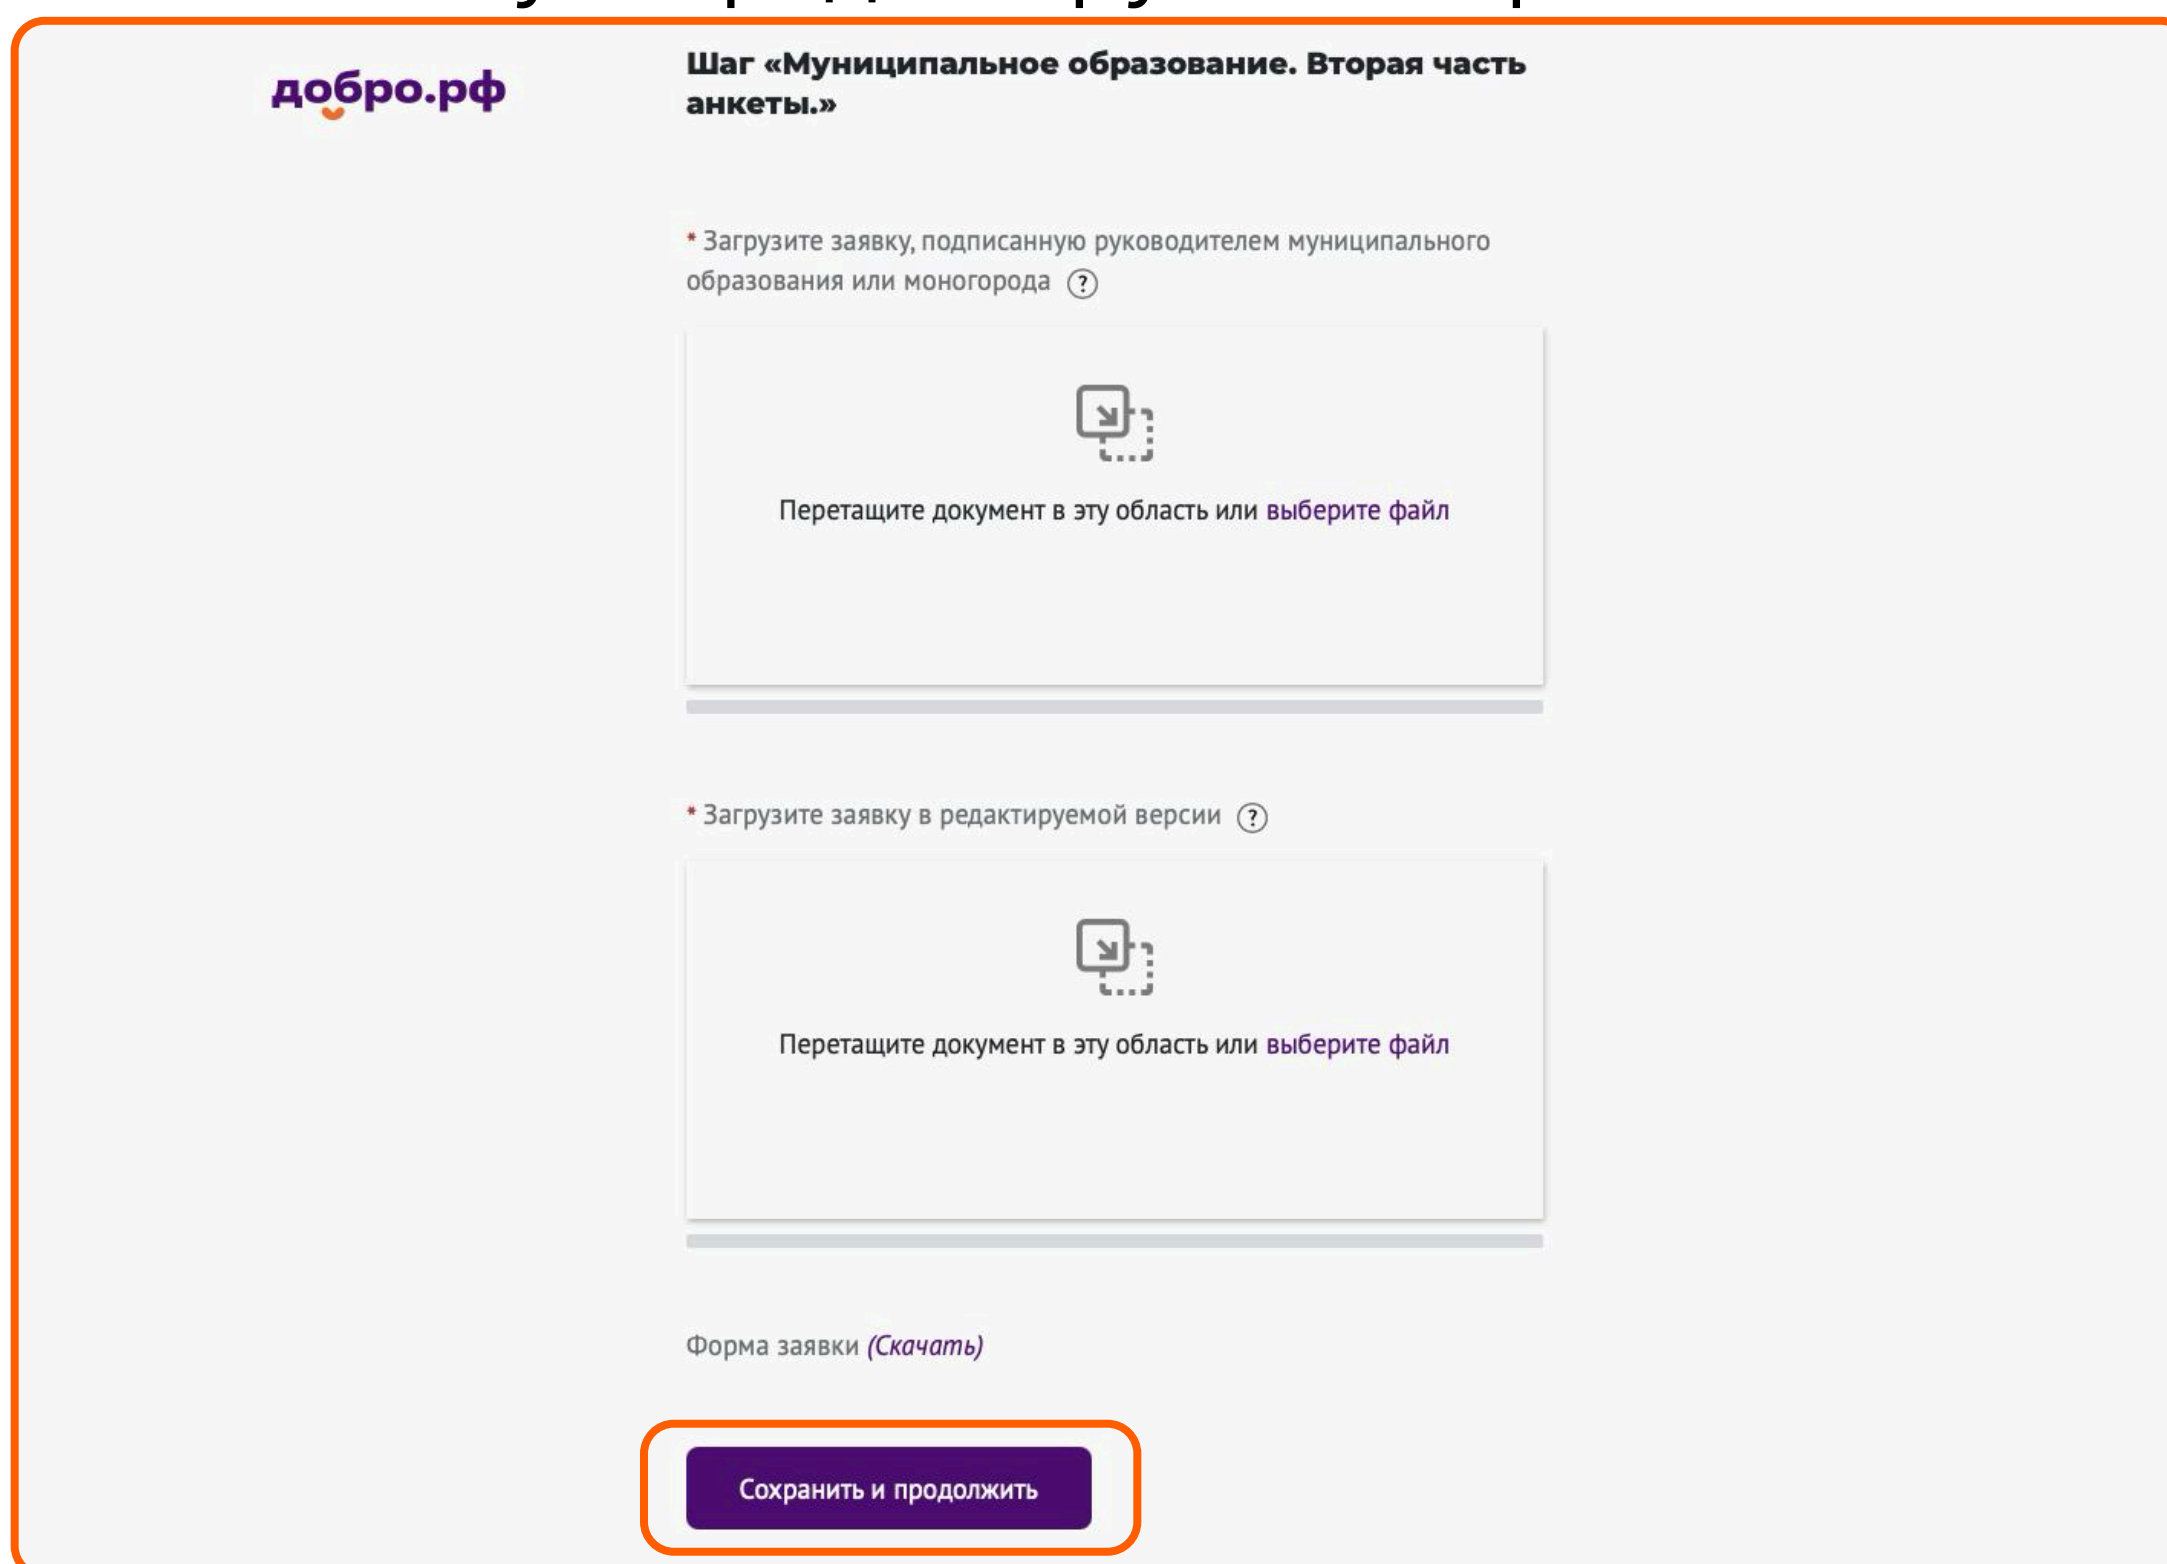 добро.рф
Шаг «Муниципальное образование. Вторая часть
анкеты.»
* Загрузите заявку, подписанную руководителем муниципального
образования или моногорода ?
Перетащите документ в эту область или выберите файл
* Загрузите заявку в редактируемой версии ?
Перетащите документ в эту область или выберите файл
Форма заявки (Скачать)
Сохранить и продолжить